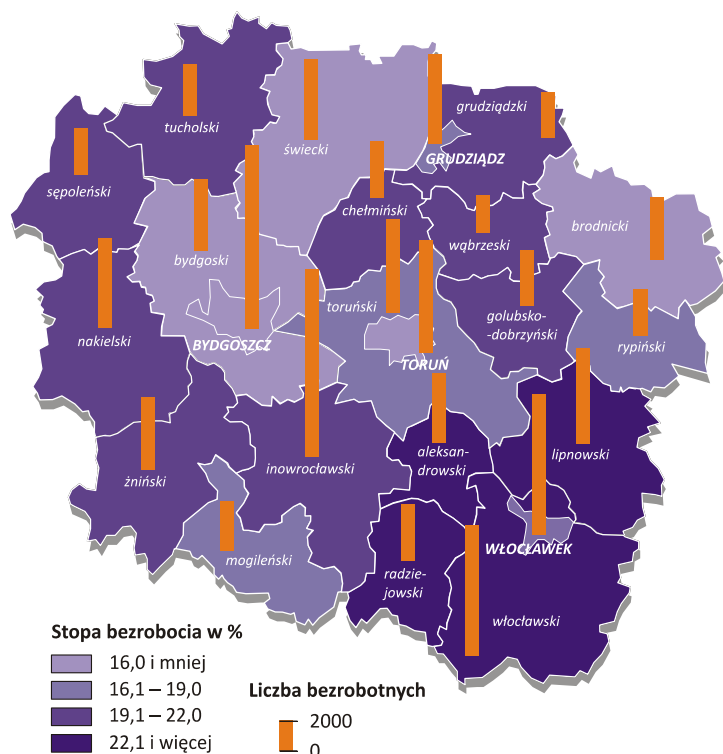 tucholski
świecki
grudziądzki
GRUDZIĄDZ
sępoleński
chełmiński
brodnicki
wąbrzeski
bydgoski
toruński
golubsko-
-dobrzyński
nakielski
BYDGOSZCZ
TORUŃ
rypiński
aleksan-
drowski
lipnowski
inowrocławski
żniński
mogileński
WŁOCŁAWEK
radzie-
jowski
włocławski
Stopa bezrobocia w %
16,0 i mniej
16,1 – 19,0
19,1 – 22,0
22,1 i więcej
Liczba bezrobotnych
2000
0